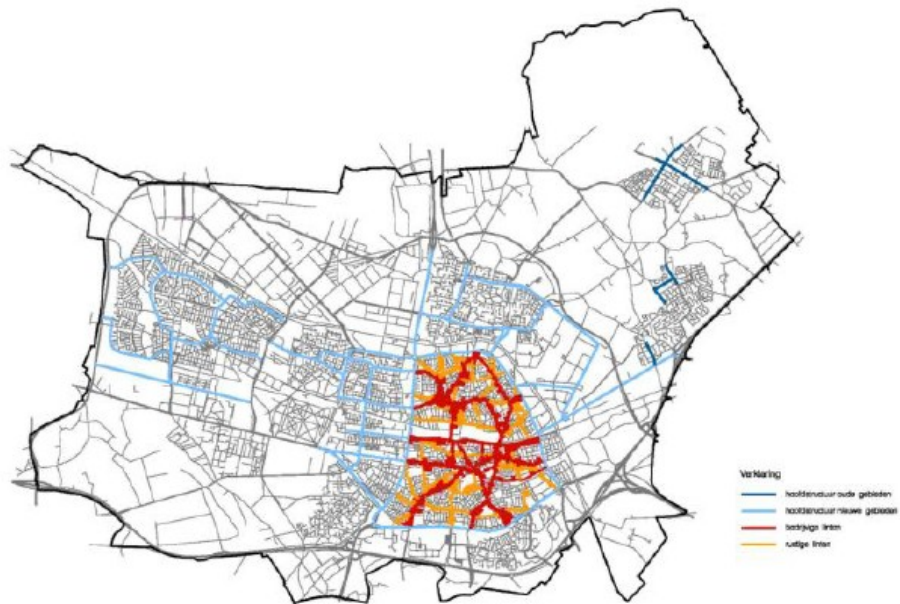 Verklaring
hoofdstructuur oude gebieden
hoofdstructuur nieuwe gebieden
bedrijvige linten
rustige linten